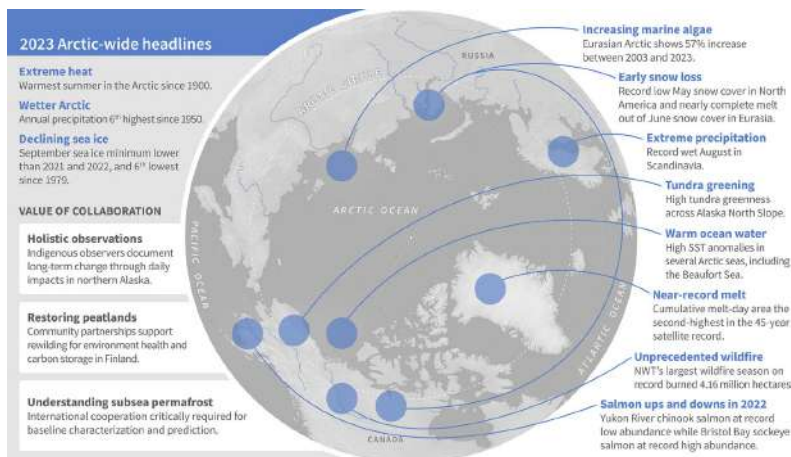 2023 Arctic-wide headlines
Extreme heat
Warmest summer in the Arctic since 1900.
Wetter Arctic
Annual precipitation 6th highest since 1950.
Declining sea ice
September sea ice minimum lower
than 2021 and 2022, and 6th lowest
since 1979.
VALUE OF COLLABORATION
Holistic observations
Indigenous observers document
long-term change through daily
impacts in northern Alaska.
Restoring peatlands
Community partnerships support
rewilding for environment health and
carbon storage in Finland.
Understanding subsea permafrost
International cooperation critically required for
baseline characterization and prediction.
RUSSIA
ARCTIC CIRCLE
ARCTIC OCEAN
PACIFIC OCEAN
ATLANTIC OCEAN
CANADA
Increasing marine algae
Eurasian Arctic shows 57% increase
between 2003 and 2023.
Early snow loss
Record low May snow cover in North
America and nearly complete melt
out of June snow cover in Eurasia.
Extreme precipitation
Record wet August in
Scandinavia.
Tundra greening
High tundra greenness
across Alaska North Slope.
Warm ocean water
High SST anomalies in
several Arctic seas, including
the Beaufort Sea.
Near-record melt
Cumulative melt-day area the
second-highest in the 45-year
satellite record.
Unprecedented wildfire
NWT's largest wildfire season on
record burned 4.16 million hectares
Salmon ups and downs in 2022
Yukon River chinook salmon at record
low abundance while Bristol Bay sockeye
salmon at record high abundance.